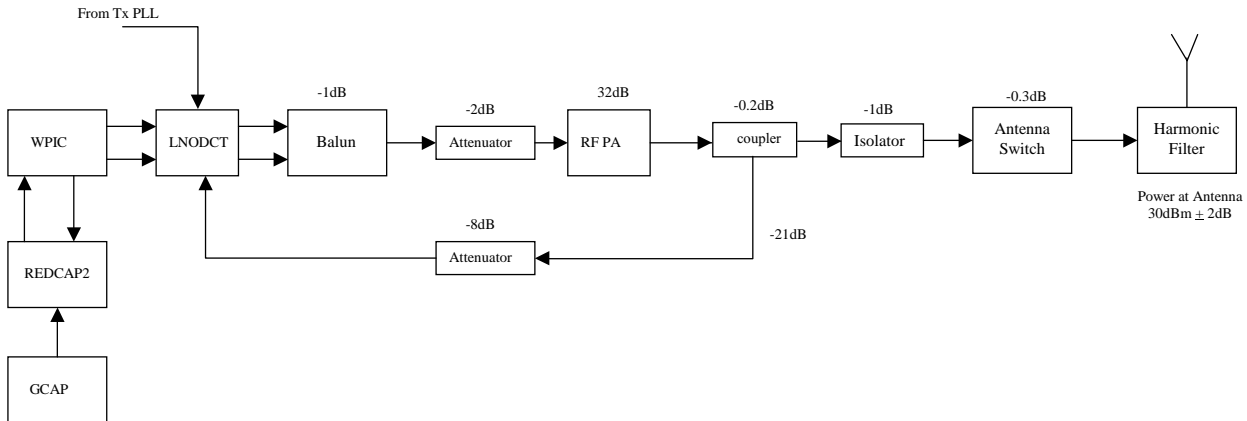 From Tx PLL
-1dB
-2dB
32dB
-0.2dB
-1dB
-0.3dB
WPIC
LNODCT
Balun
Attenuator
RF PA
coupler
Isolator
Antenna
Switch
Harmonic
Filter
Power at Antenna
30dBm ± 2dB
-8dB
-21dB
Attenuator
REDCAP2
GCAP